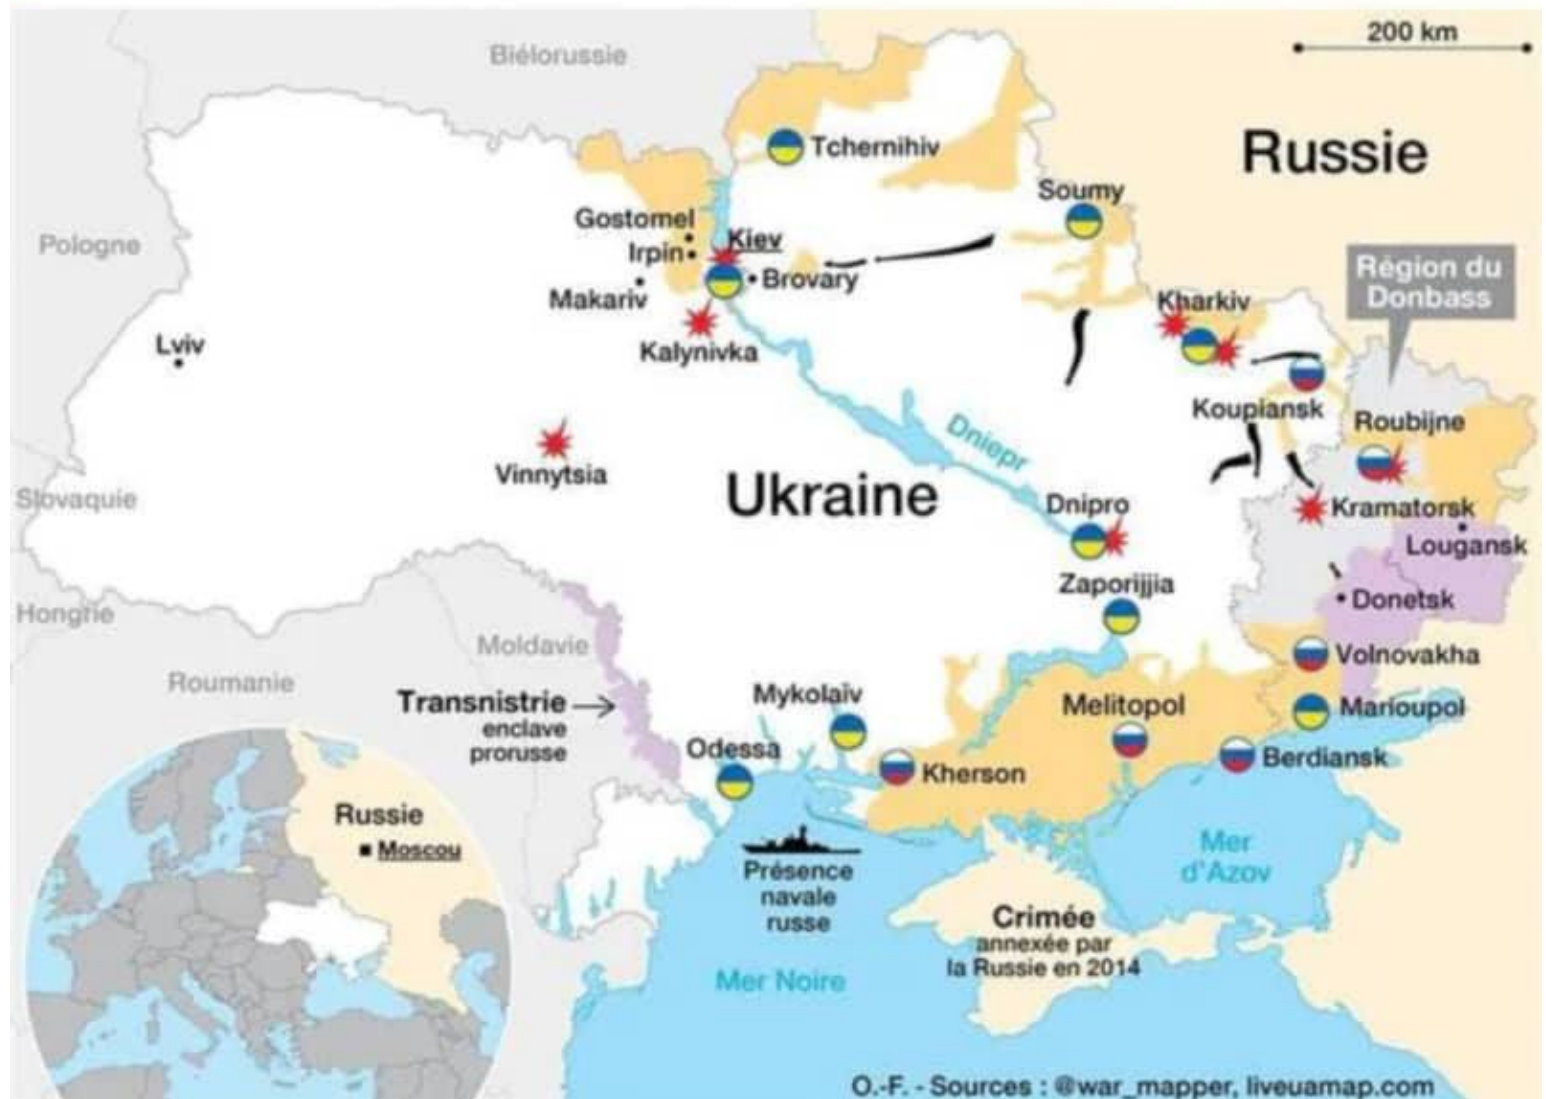 200 km
Biélorussie
Russie
Tchernihiv
Soumy
Gostomel
Kiev
Pologne
Irpin
Brovary
Makariv
Région du
Donbass
Kharkiv
Lviv
Kalynivka
Koupiansk
Roubijne
Dniepr
Vinnytsia
Ukraine
Slovaquie
Dnipro
Kramatorsk
Lougansk
Zaporijjia
Donetsk
Hongrie
Moldavie
Volnovakha
Roumanie
Transnistrie
enclave
prorusse
Mykolaïv
Melitopol
Marioupol
Odessa
Kherson
Berdiansk
Russie
Moscou
Présence
navale
russe
Mer
d'Azov
Crimée
annexée par
la Russie en 2014
Mer Noire
O.-F. - Sources : @war_mapper, liveuamap.com